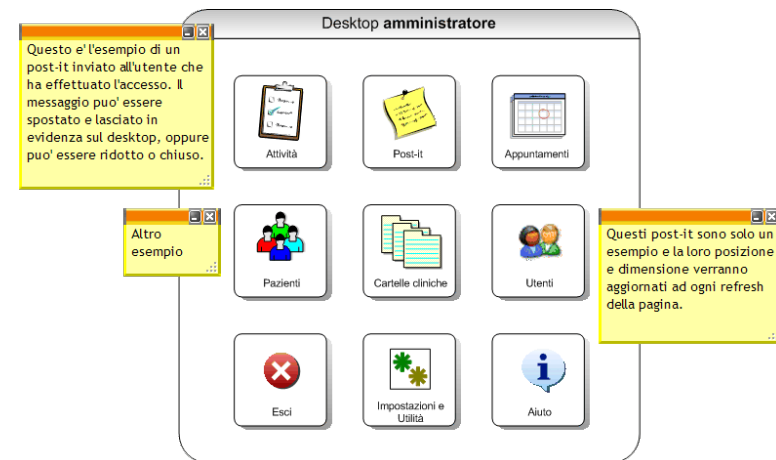 Desktop amministratore
Questo e' l'esempio di un
post-it inviato all'utente che
ha effettuato l'accesso. Il
messaggio puo' essere
spostato e lasciato in
evidenza sul desktop, oppure
puo' essere ridotto o chiuso.
Attività
Post-it
Appuntamenti
Altro
esempio
Pazienti
Cartelle cliniche
Utenti
Questi post-it sono solo un
esempio e la loro posizione
e dimensione verranno
aggiornati ad ogni refresh
della pagina.
Esci
Impostazioni e
Utilità
Aiuto